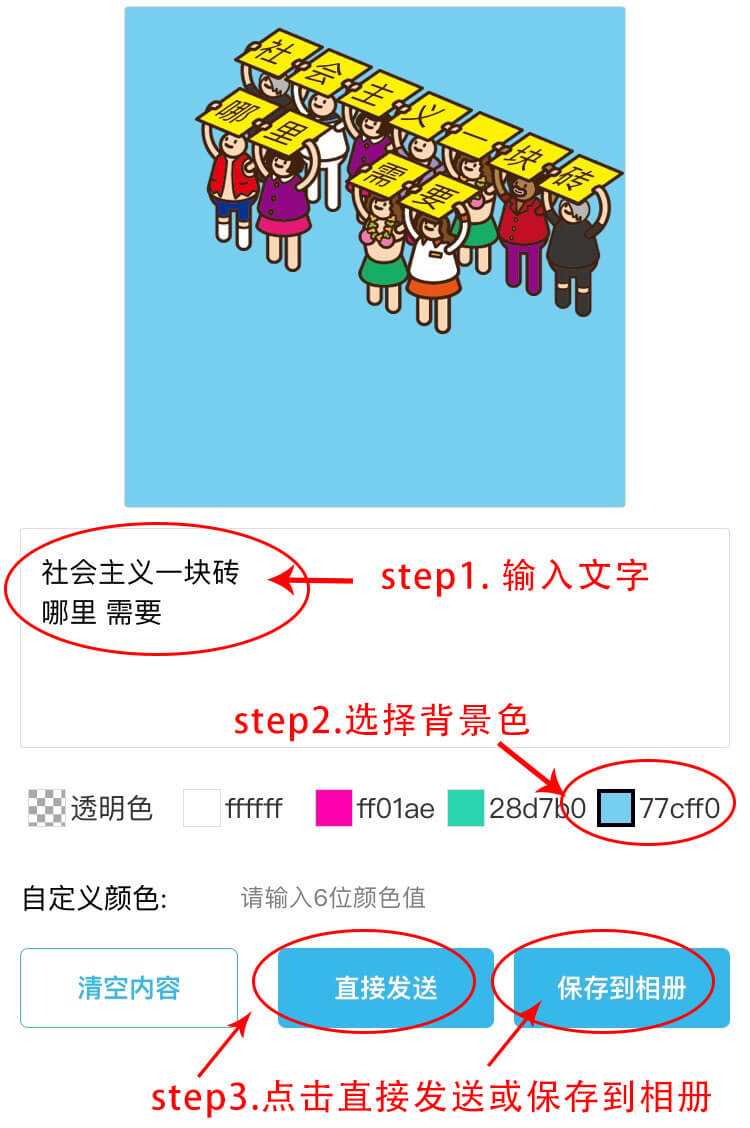 社会主义一块砖
哪里 需要
社会主义一块砖
哪里 需要
step1. 输入文字
step2.选择背景色
透明色 ffffff ff01ae 28d7b0 77cff0
自定义颜色: 请输入6位颜色值
清空内容 直接发送 保存到相册
step3.点击直接发送或保存到相册